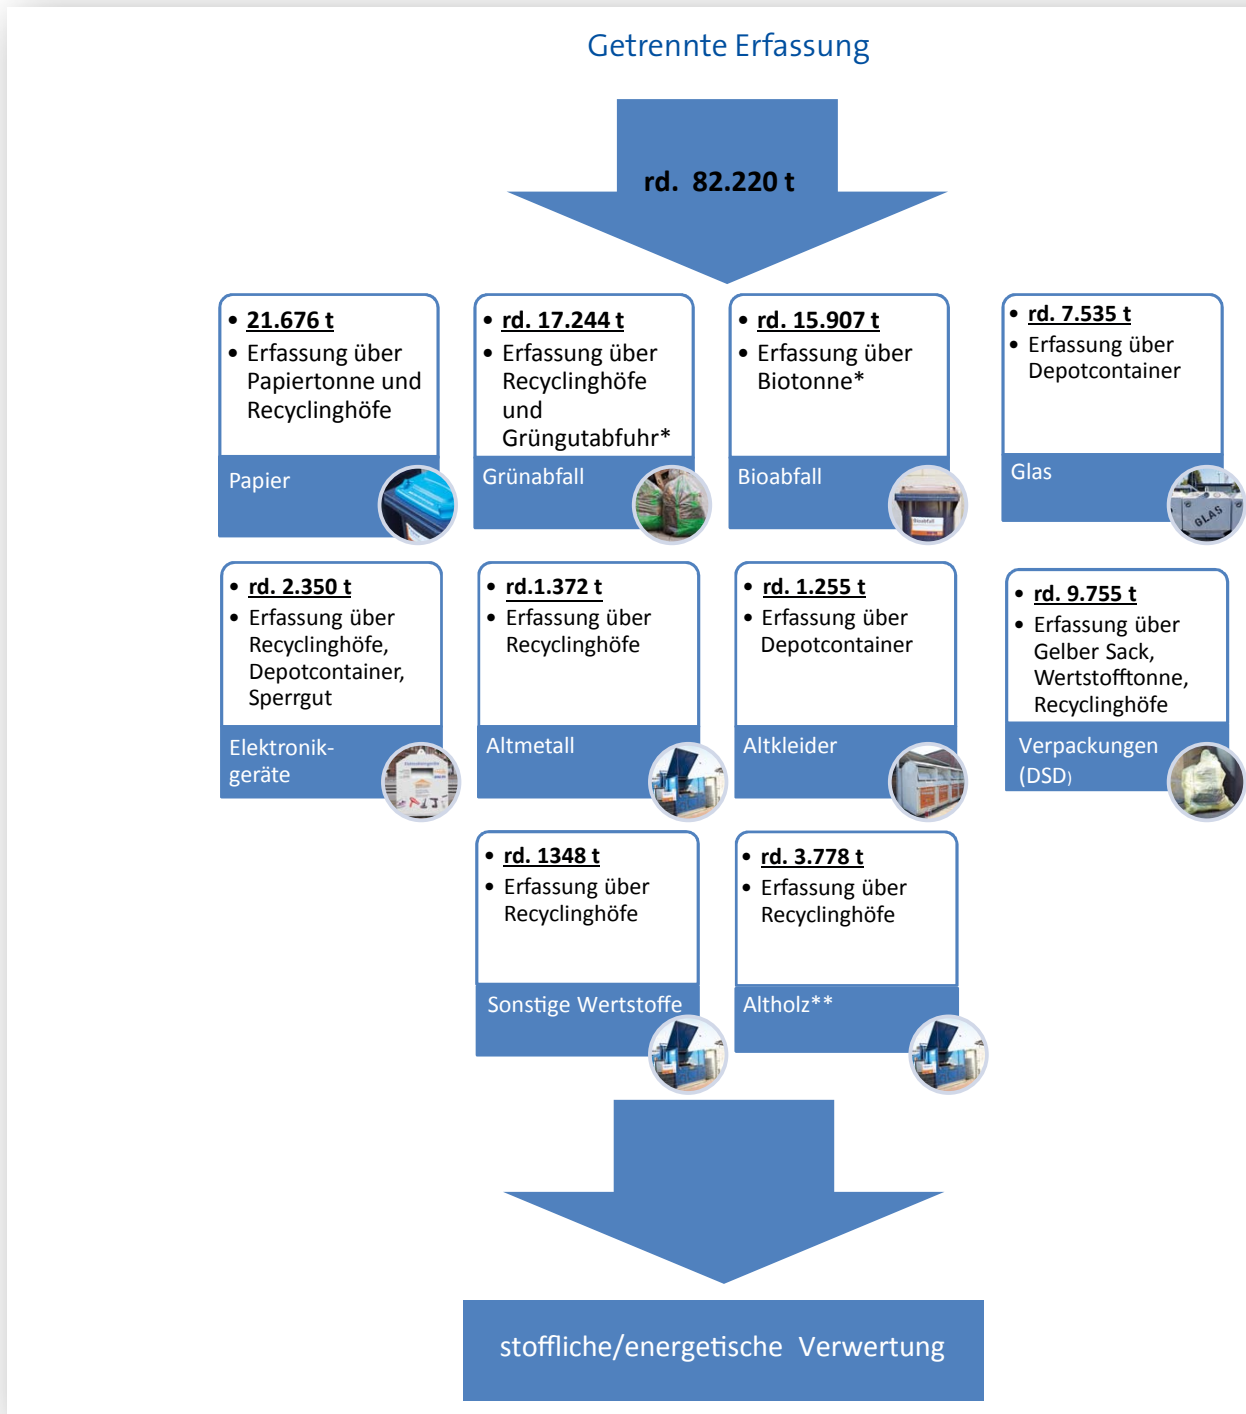 Getrennte Erfassung
rd. 82.220 t
• 21.676 t
• Erfassung über
Papiertonne und
Recyclinghöfe
Papier
• rd. 17.244 t
• Erfassung über
Recyclinghöfe
und
Grüngutabfuhr*
Grünabfall
• rd. 15.907 t
• Erfassung über
Biotonne*
Bioabfall
Bioabfall
• rd. 7.535 t
• Erfassung über
Depotcontainer
Glas
GLAS
• rd. 2.350 t
• Erfassung über
Recyclinghöfe,
Depotcontainer,
Sperrgut
Elektronik-
geräte
• rd.1.372 t
• Erfassung über
Recyclinghöfe
Altmetall
• rd. 1.255 t
• Erfassung über
Depotcontainer
Altkleider
• rd. 9.755 t
• Erfassung über
Gelber Sack,
Wertstofftonne,
Recyclinghöfe
Verpackungen
(DSD)
• rd. 1348 t
• Erfassung über
Recyclinghöfe
Sonstige Wertstoffe
• rd. 3.778 t
• Erfassung über
Recyclinghöfe
Altholz**
stoffliche/energetische Verwertung